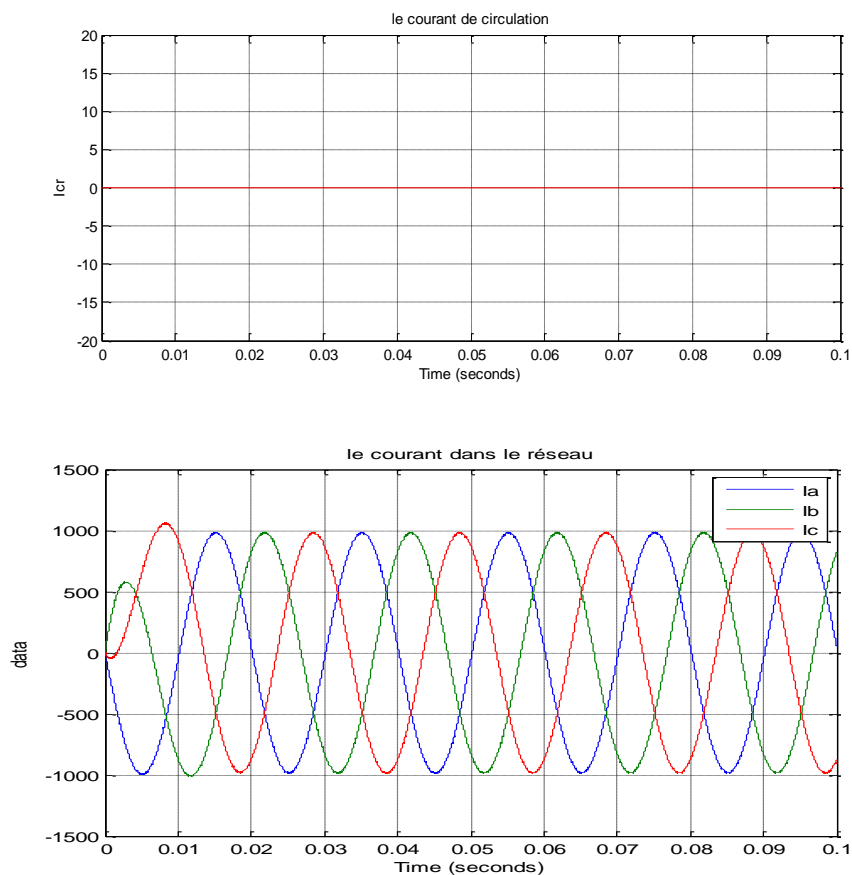 le courant de circulation
20
15
10
5
0
-5
-10
-15
-20
Icr
0 0.01 0.02 0.03 0.04 0.05 0.06 0.07 0.08 0.09 0.1
Time (seconds)
le courant dans le réseau
1500
1000
500
0
-500
-1000
-1500
data
Ia
Ib
Ic
0 0.01 0.02 0.03 0.04 0.05 0.06 0.07 0.08 0.09 0.1
Time (seconds)